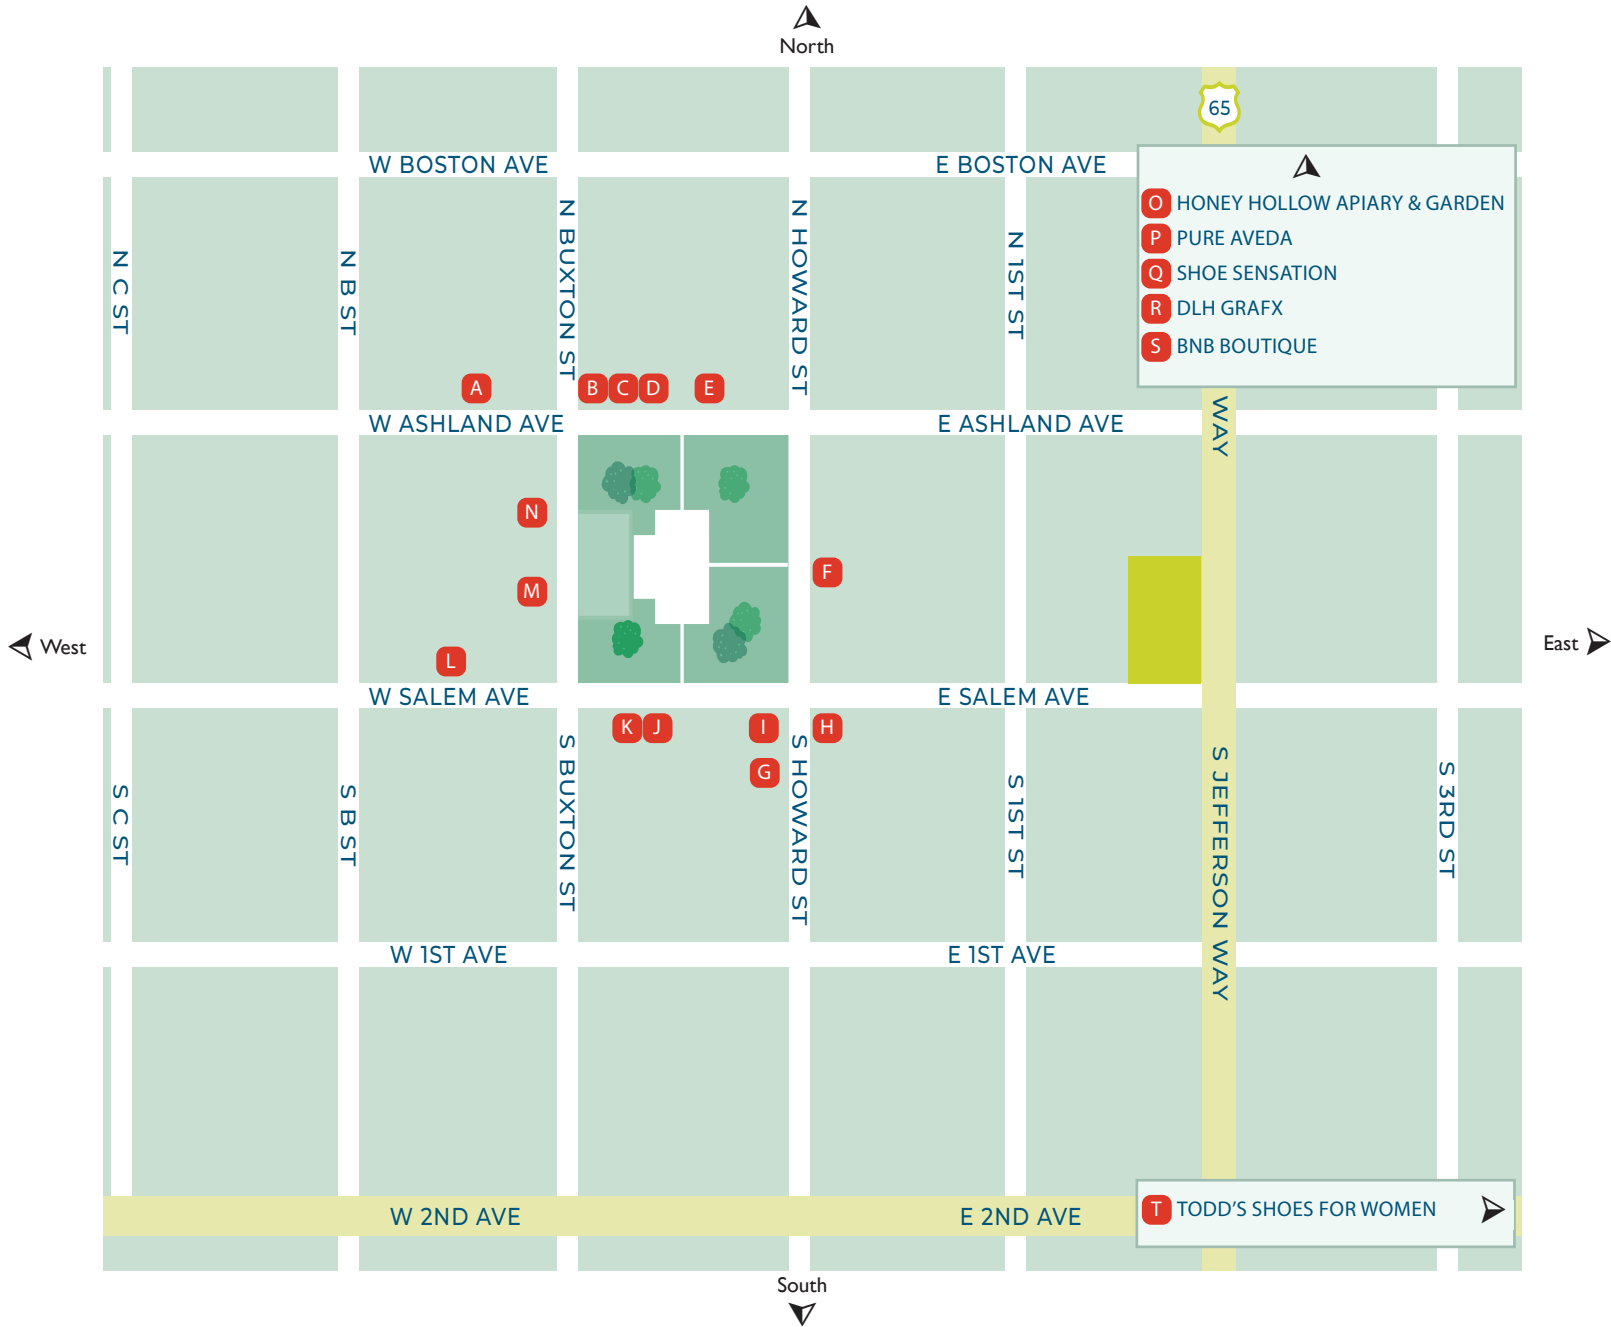 North
65
W BOSTON AVE
E BOSTON AVE
O HONEY HOLLOW APIARY & GARDEN
P PURE AVEDA
Q SHOE SENSATION
R DLH GRAFX
S BNB BOUTIQUE
N C ST
N B ST
N BUXTON ST
N HOWARD ST
N 1ST ST
A
B
C
D
E
W ASHLAND AVE
E ASHLAND AVE
WAY
N
M
F
L
West
East
W SALEM AVE
E SALEM AVE
K
J
I
H
G
S C ST
S B ST
S BUXTON ST
S HOWARD ST
S 1ST ST
S JEFFERSON WAY
S 3RD ST
W 1ST AVE
E 1ST AVE
W 2ND AVE
E 2ND AVE
T TODD'S SHOES FOR WOMEN
South